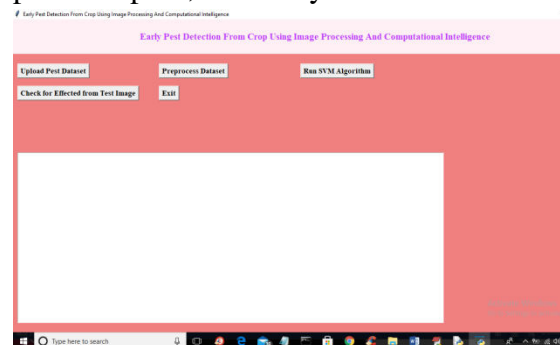 Early Pest Detection From Crop Using Image Processing And Computational Intelligence
Early Pest Detection From Crop Using Image Processing And Computational Intelligence
Upload Pest Dataset Preprocess Dataset Run SVM Algorithm
Check for Effected from Test Image Exit
Type here to search